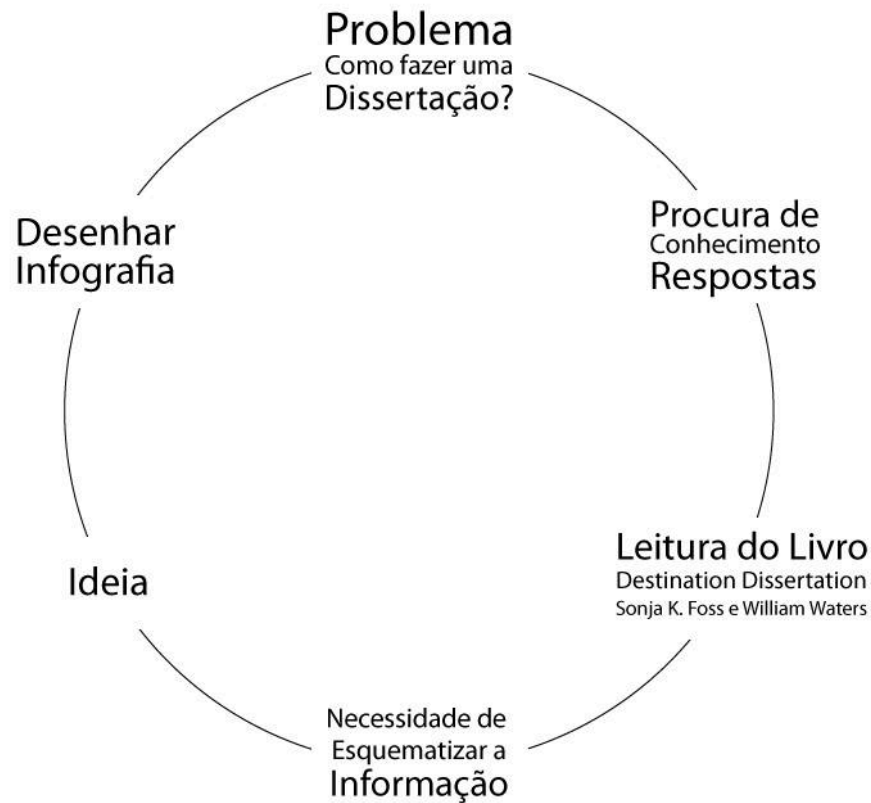 Problema
Como fazer uma
Dissertação?
Procura de
Conhecimento
Respostas
Leitura do Livro
Destination Dissertation
Sonja K. Foss e William Waters
Necessidade de
Esquematizar a
Informação
Ideia
Desenhar
Infografia